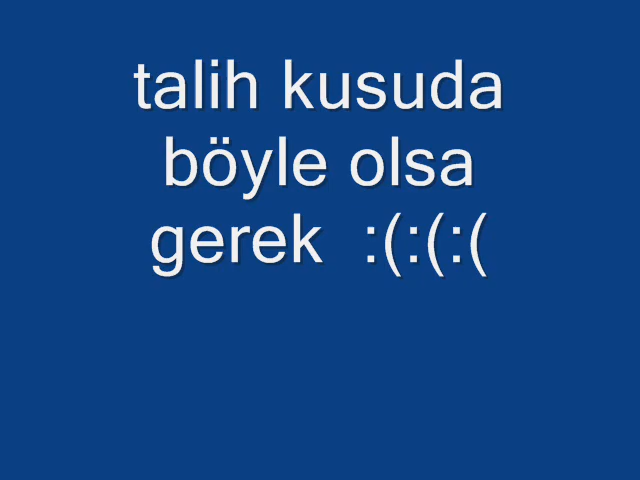 talih kusuda
böyle olsa
gerek  :(:(:(